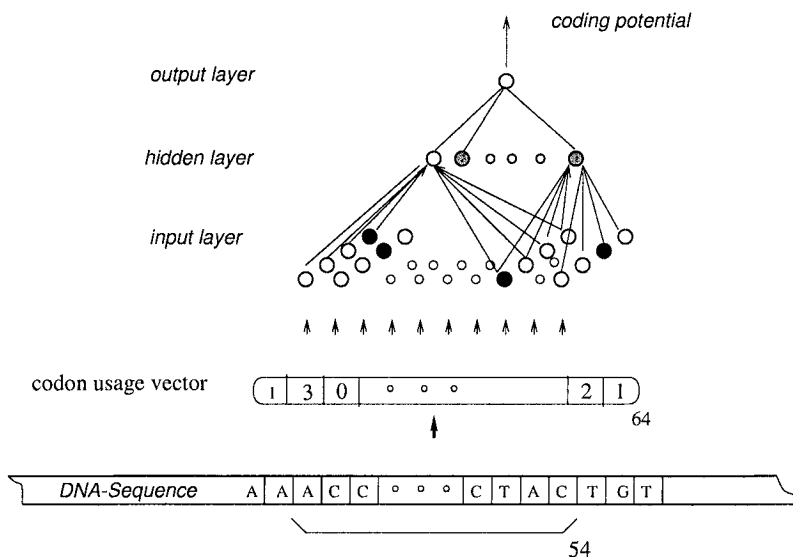 coding potential
output layer
hidden layer
input layer
codon usage vector 1 3 0 2 1
64
DNA-Sequence A A A C C C T A C T G T
54